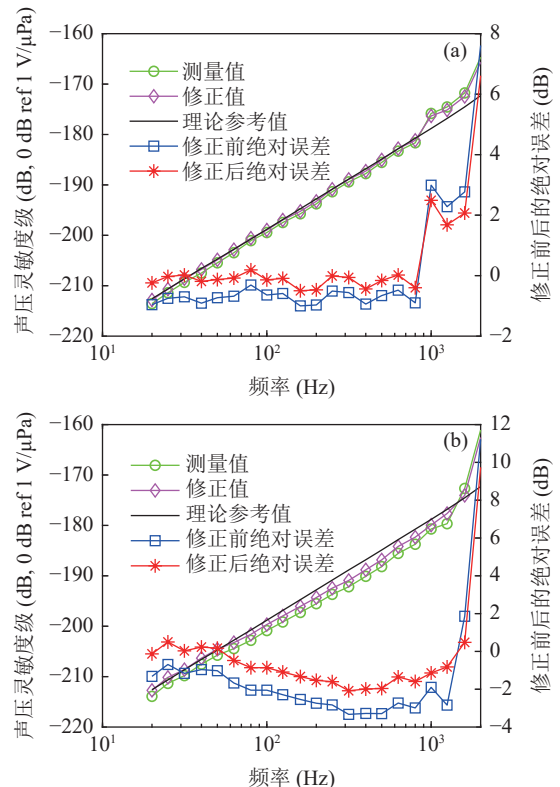 (a)
测量值
修正值
理论参考值
修正前绝对误差
修正后绝对误差
−160
−170
−180
−190
−200
−210
−220
8
6
4
2
0
−2
10¹
10²
10³
声压灵敏度级 (dB, 0 dB ref 1 V/μPa)
修正前后的绝对误差 (dB)
频率 (Hz)
(b)
测量值
修正值
理论参考值
修正前绝对误差
修正后绝对误差
−160
−170
−180
−190
−200
−210
−220
12
10
8
6
4
2
0
−2
−4
10¹
10²
10³
声压灵敏度级 (dB, 0 dB ref 1 V/μPa)
修正前后的绝对误差 (dB)
频率 (Hz)